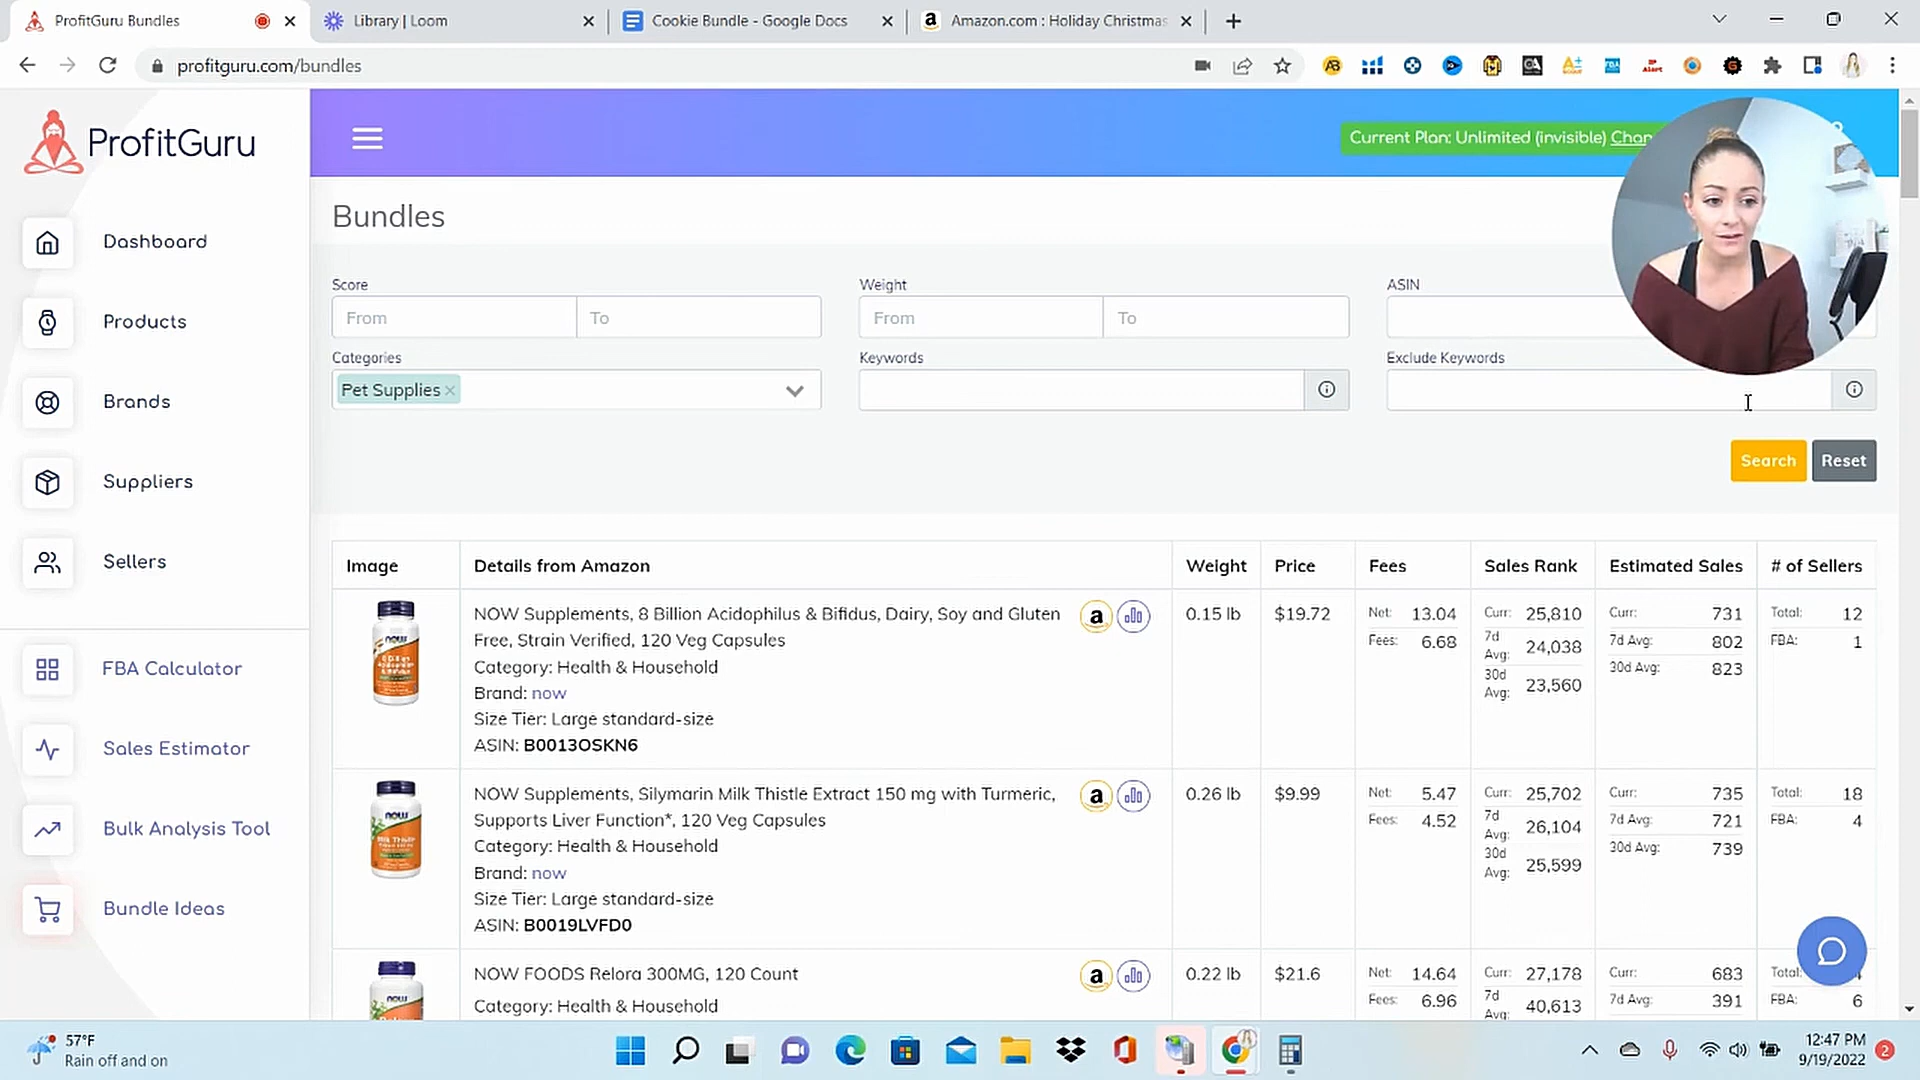 ProfitGuru Bundles
Library | Loom
Cookie Bundle - Google Docs
Amazon.com : Holiday Christmas
profitguru.com/bundles
ProfitGuru
Current Plan: Unlimited (invisible)
Bundles
Dashboard
Products
Brands
Suppliers
Sellers
FBA Calculator
Sales Estimator
Bulk Analysis Tool
Bundle Ideas
Score
Weight
ASIN
From
To
From
To
Categories
Keywords
Exclude Keywords
Pet Supplies
Search
Reset
Image
Details from Amazon
Weight
Price
Fees
Sales Rank
Estimated Sales
# of Sellers
NOW Supplements, 8 Billion Acidophilus & Bifidus, Dairy, Soy and Gluten
Free, Strain Verified, 120 Veg Capsules
Category: Health & Household
Brand: now
Size Tier: Large standard-size
ASIN: B0013OSKN6
0.15 lb
$19.72
Net: 13.04
Fees: 6.68
Curr: 25,810
7d Avg: 24,038
30d Avg: 23,560
Curr: 731
7d Avg: 802
30d Avg: 823
Total: 12
FBA: 1
NOW Supplements, Silymarin Milk Thistle Extract 150 mg with Turmeric,
Supports Liver Function*, 120 Veg Capsules
Category: Health & Household
Brand: now
Size Tier: Large standard-size
ASIN: B0019LVFD0
0.26 lb
$9.99
Net: 5.47
Fees: 4.52
Curr: 25,702
7d Avg: 26,104
30d Avg: 25,599
Curr: 735
7d Avg: 721
30d Avg: 739
Total: 18
FBA: 4
NOW FOODS Relora 300MG, 120 Count
Category: Health & Household
0.22 lb
$21.6
Net: 14.64
Fees: 6.96
Curr: 27,178
7d Avg: 40,613
Curr: 683
7d Avg: 391
Total:
FBA: 6
57°F
Rain off and on
12:47 PM
9/19/2022
2